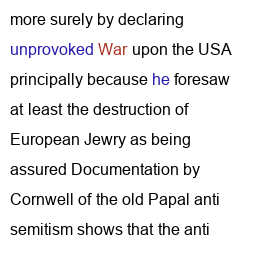 more surely by declaring
unprovoked War upon the USA
principally because he foresaw
at least the destruction of
European Jewry as being
assured Documentation by
Cornwell of the old Papal anti
semitism shows that the anti